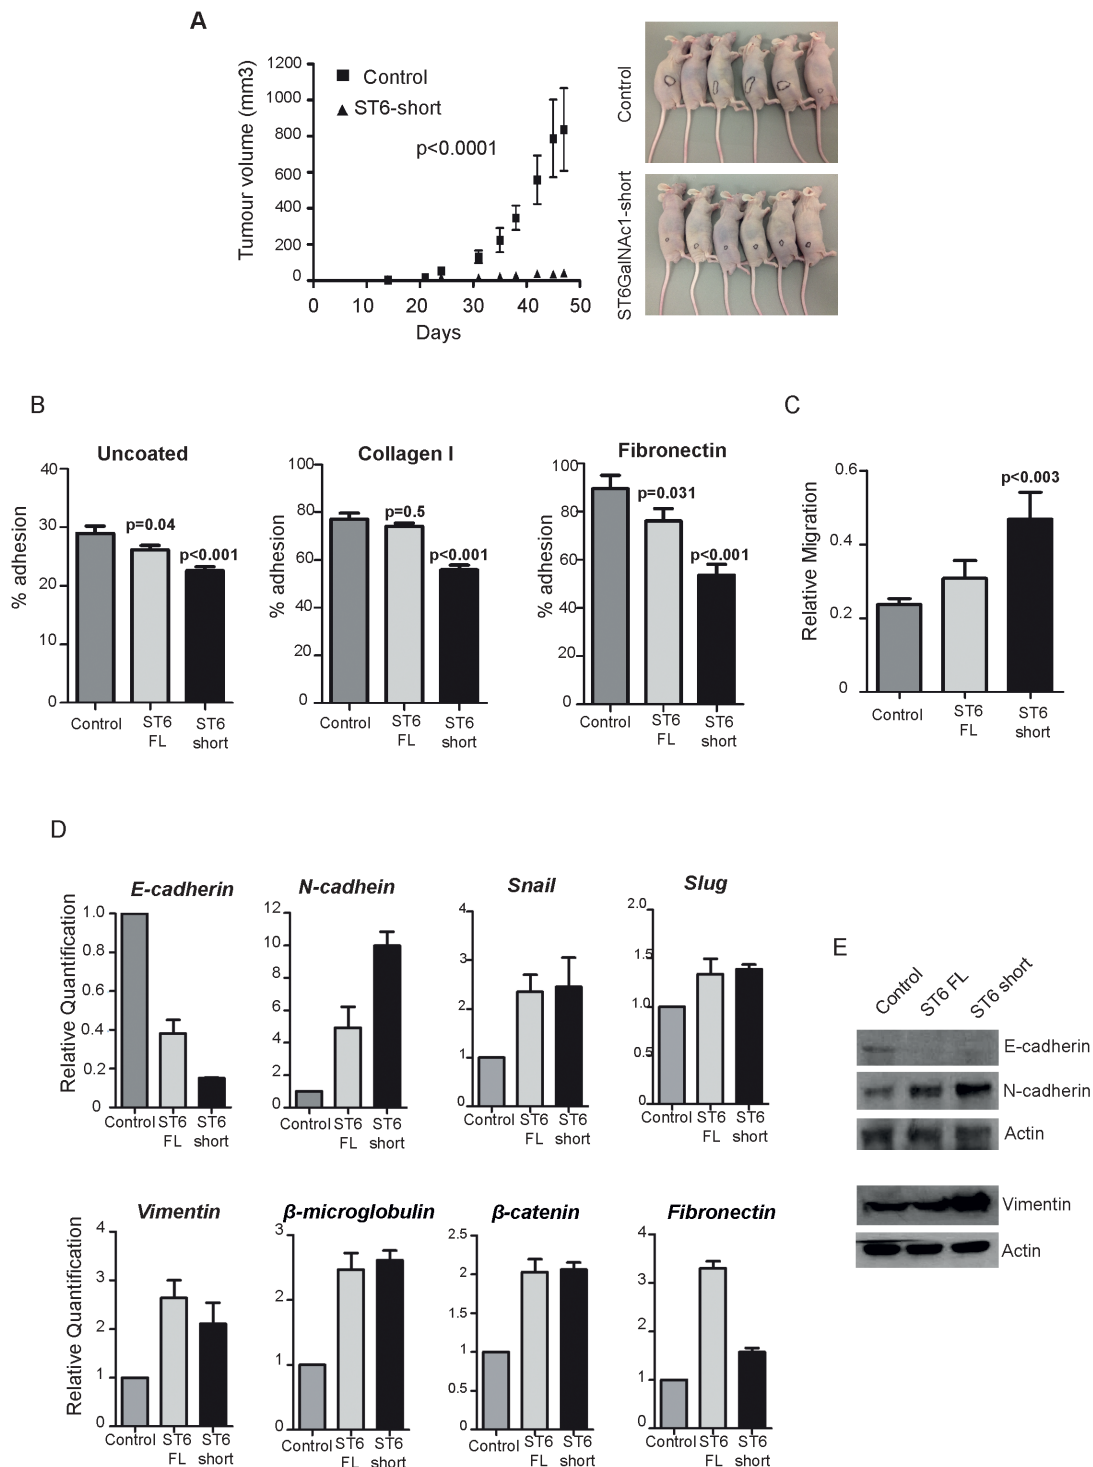 A
Tumour volume (mm3)
1200
1000
800
600
400
200
0
0 10 20 30 40 50
Days
Control
ST6-short
p<0.0001
Control
ST6GalNAc1-short
B
Uncoated
% adhesion
40
30
20
10
0
p=0.04
p<0.001
Control ST6 FL ST6 short
Collagen I
% adhesion
100
80
60
40
20
0
p=0.5
p<0.001
Control ST6 FL ST6 short
Fibronectin
% adhesion
100
80
60
40
20
0
p=0.031
p<0.001
Control ST6 FL ST6 short
C
Relative Migration
0.6
0.4
0.2
0
p<0.003
Control ST6 FL ST6 short
D
E-cadherin
Relative Quantification
1.0
0.8
0.6
0.4
0.2
0
Control ST6 FL ST6 short
N-cadhein
12
10
8
6
4
2
0
Control ST6 FL ST6 short
Snail
4
3
2
1
0
Control ST6 FL ST6 short
Slug
2.0
1.5
1.0
0.5
0
Control ST6 FL ST6 short
Vimentin
Relative Quantification
4
3
2
1
0
Control ST6 FL ST6 short
β-microglobulin
3
2
1
0
Control ST6 FL ST6 short
β-catenin
2.5
2.0
1.5
1.0
0.5
0
Control ST6 FL ST6 short
Fibronectin
4
3
2
1
0
Control ST6 FL ST6 short
E
Control
ST6 FL
ST6 short
E-cadherin
N-cadherin
Actin
Vimentin
Actin